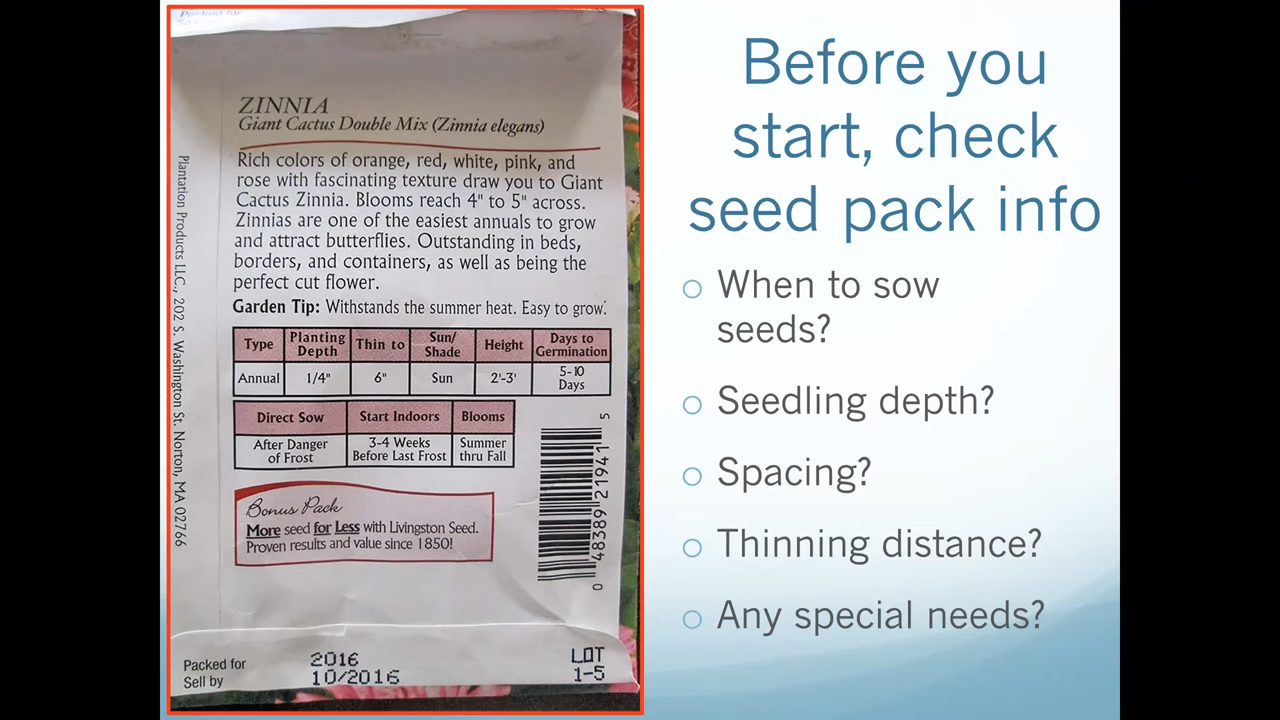 ZINNIA
Giant Cactus Double Mix (Zinnia elegans)
Rich colors of orange, red, white, pink, and
rose with fascinating texture draw you to Giant
Cactus Zinnia. Blooms reach 4" to 5" across.
Zinnias are one of the easiest annuals to grow
and attract butterflies. Outstanding in beds,
borders, and containers, as well as being the
perfect cut flower.
Garden Tip: Withstands the summer heat. Easy to grow.
Type Planting Depth Thin to Sun/ Shade Height Days to Germination
Annual 1/4" 6" Sun 2'-3' 5-10 Days
Direct Sow Start Indoors Blooms
After Danger of Frost 3-4 Weeks Before Last Frost Summer thru Fall
Bonus Pack
More seed for Less with Livingston Seed.
Proven results and value since 1850!
0 48389 21941 5
Plantation Products LLC., 202 S. Washington St. Norton, MA 02766
Packed for 2016 LOT
Sell by 10/2016 1-5
Before you
start, check
seed pack info
When to sow
seeds?
Seedling depth?
Spacing?
Thinning distance?
Any special needs?